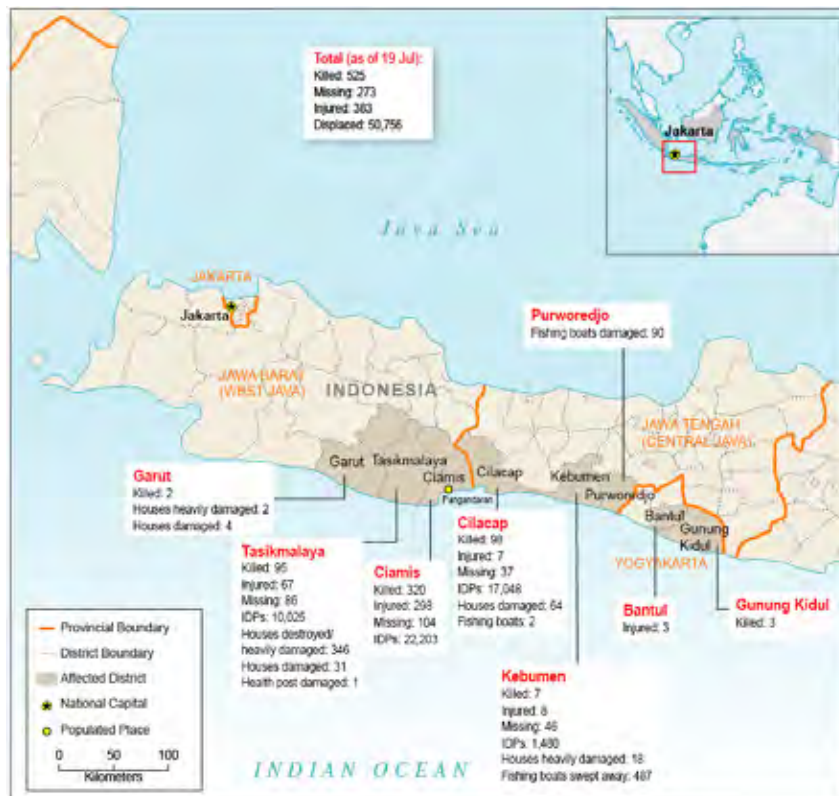 Total (as of 19 Jul):
Killed: 525
Missing: 273
Injured: 383
Displaced: 50,756
Jakarta
Java Sea
JAKARTA
Jakarta
Purworedjo
Fishing boats damaged: 90
JAWA BARAT
(WEST JAVA)
INDONESIA
JAWA TENGAH
(CENTRAL JAVA)
Garut
Tasikmalaya
Ciamis
Cilacap
Kebumen
Purworedjo
Pangandaran
Bantul
Gunung
Kidul
YOGYAKARTA
Garut
Killed: 2
Houses heavily damaged: 2
Houses damaged: 4
Tasikmalaya
Killed: 95
Injured: 67
Missing: 86
IDPs: 10,025
Houses destroyed/
heavily damaged: 346
Houses damaged: 31
Health post damaged: 1
Ciamis
Killed: 320
Injured: 298
Missing: 104
IDPs: 22,203
Cilacap
Killed: 98
Injured: 7
Missing: 37
IDPs: 17,048
Houses damaged: 64
Fishing boats: 2
Bantul
Injured: 3
Gunung Kidul
Killed: 3
Kebumen
Killed: 7
Injured: 8
Missing: 46
IDPs: 1,480
Houses heavily damaged: 18
Fishing boats swept away: 487
Provincial Boundary
District Boundary
Affected District
National Capital
Populated Place
0 50 100
Kilometers
INDIAN OCEAN